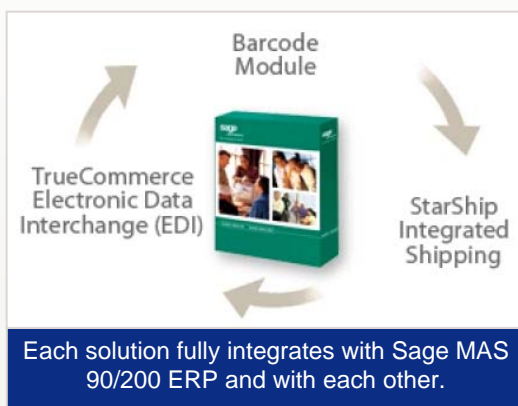 Barcode
Module
TrueCommerce
Electronic Data
Interchange (EDI)
sage
StarShip
Integrated
Shipping
Each solution fully integrates with Sage MAS
90/200 ERP and with each other.